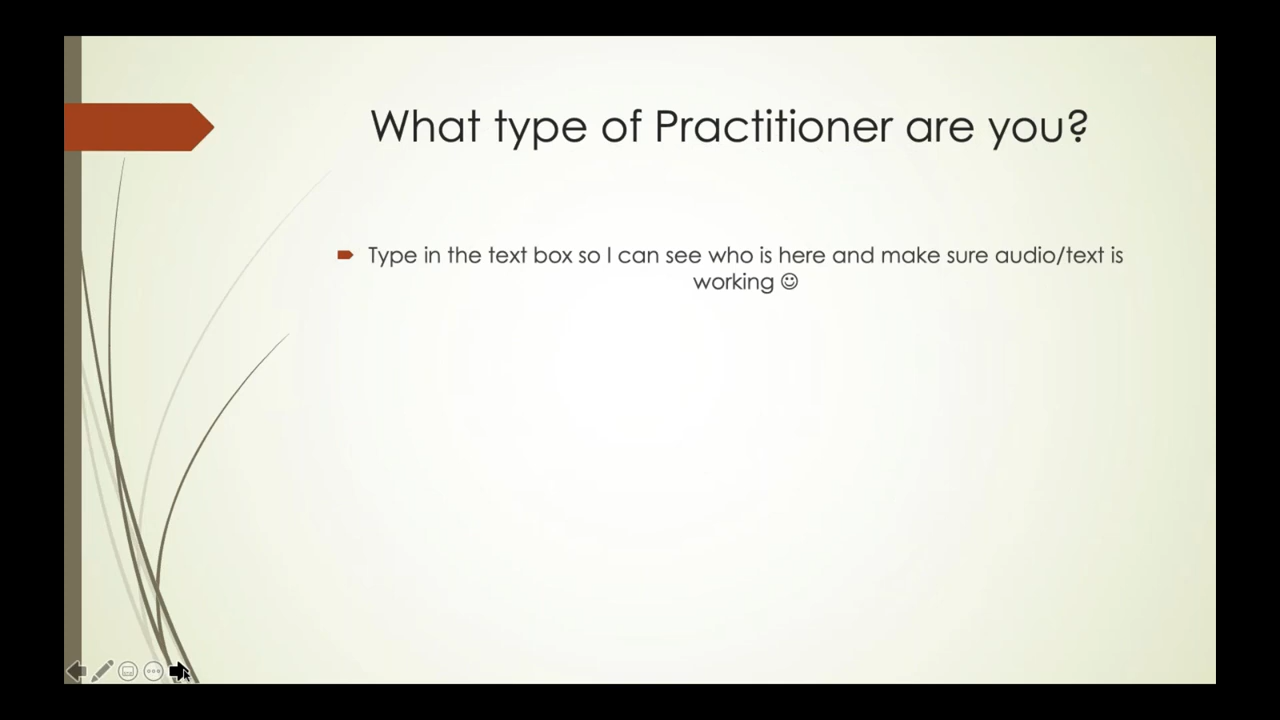 What type of Practitioner are you?
Type in the text box so I can see who is here and make sure audio/text is
working ☺